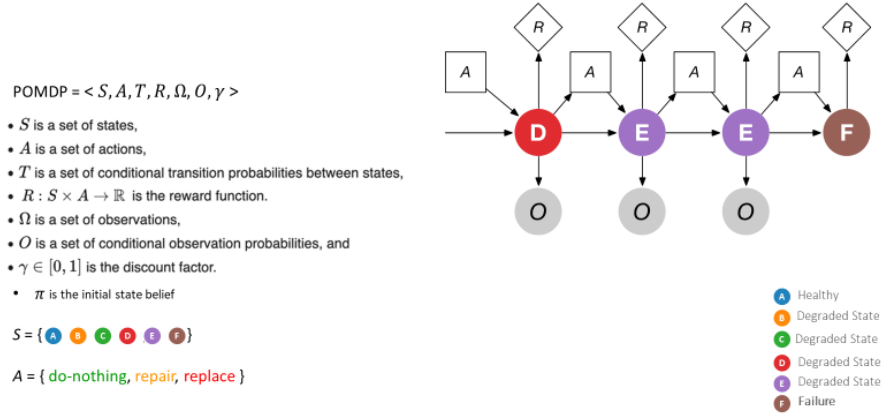 R R R R
A A A A
D E E F
O O O
POMDP = < S, A, T, R, Ω, O, γ >
• S is a set of states,
• A is a set of actions,
• T is a set of conditional transition probabilities between states,
• R : S × A → ℝ is the reward function.
• Ω is a set of observations,
• O is a set of conditional observation probabilities, and
• γ ∈ [0, 1] is the discount factor.
• π is the initial state belief
S = { A B C D E F }
A = { do-nothing, repair, replace }
A Healthy
B Degraded State
C Degraded State
D Degraded State
E Degraded State
F Failure